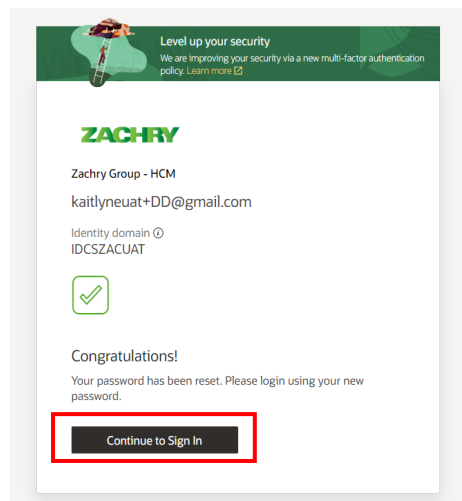 Level up your security
We are improving your security via a new multi-factor authentication
policy. Learn more
ZACHRY
Zachry Group - HCM
kaitlyneuat+DD@gmail.com
Identity domain
IDCSZACUAT
Congratulations!
Your password has been reset. Please login using your new
password.
Continue to Sign In